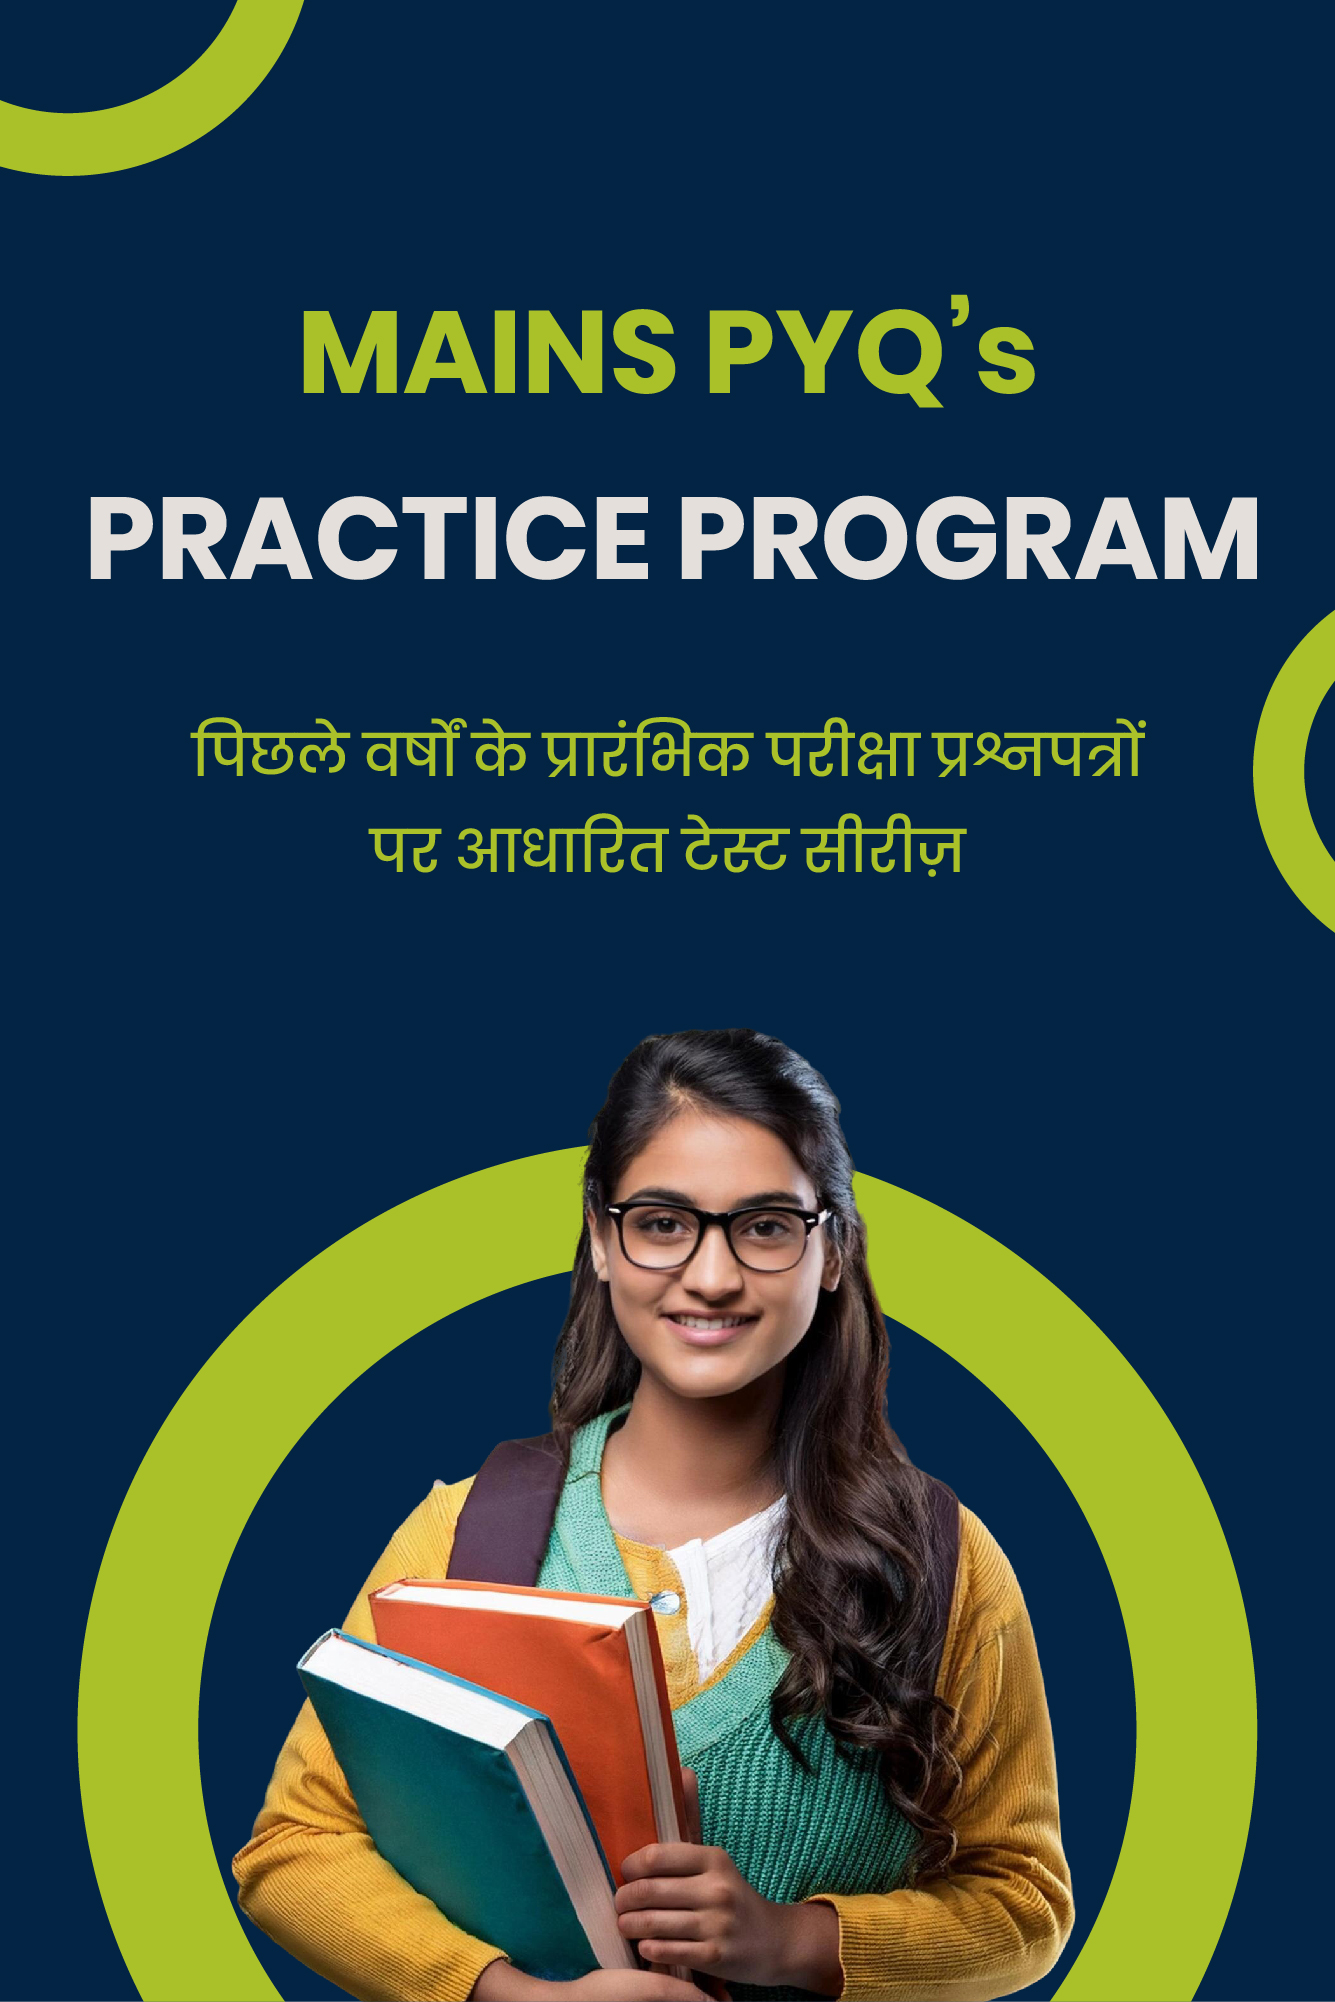 MAINS PYQ’s
PRACTICE PROGRAM
पिछले वर्षों के प्रारंभिक परीक्षा प्रश्नपत्रों
पर आधारित टेस्ट सीरीज़